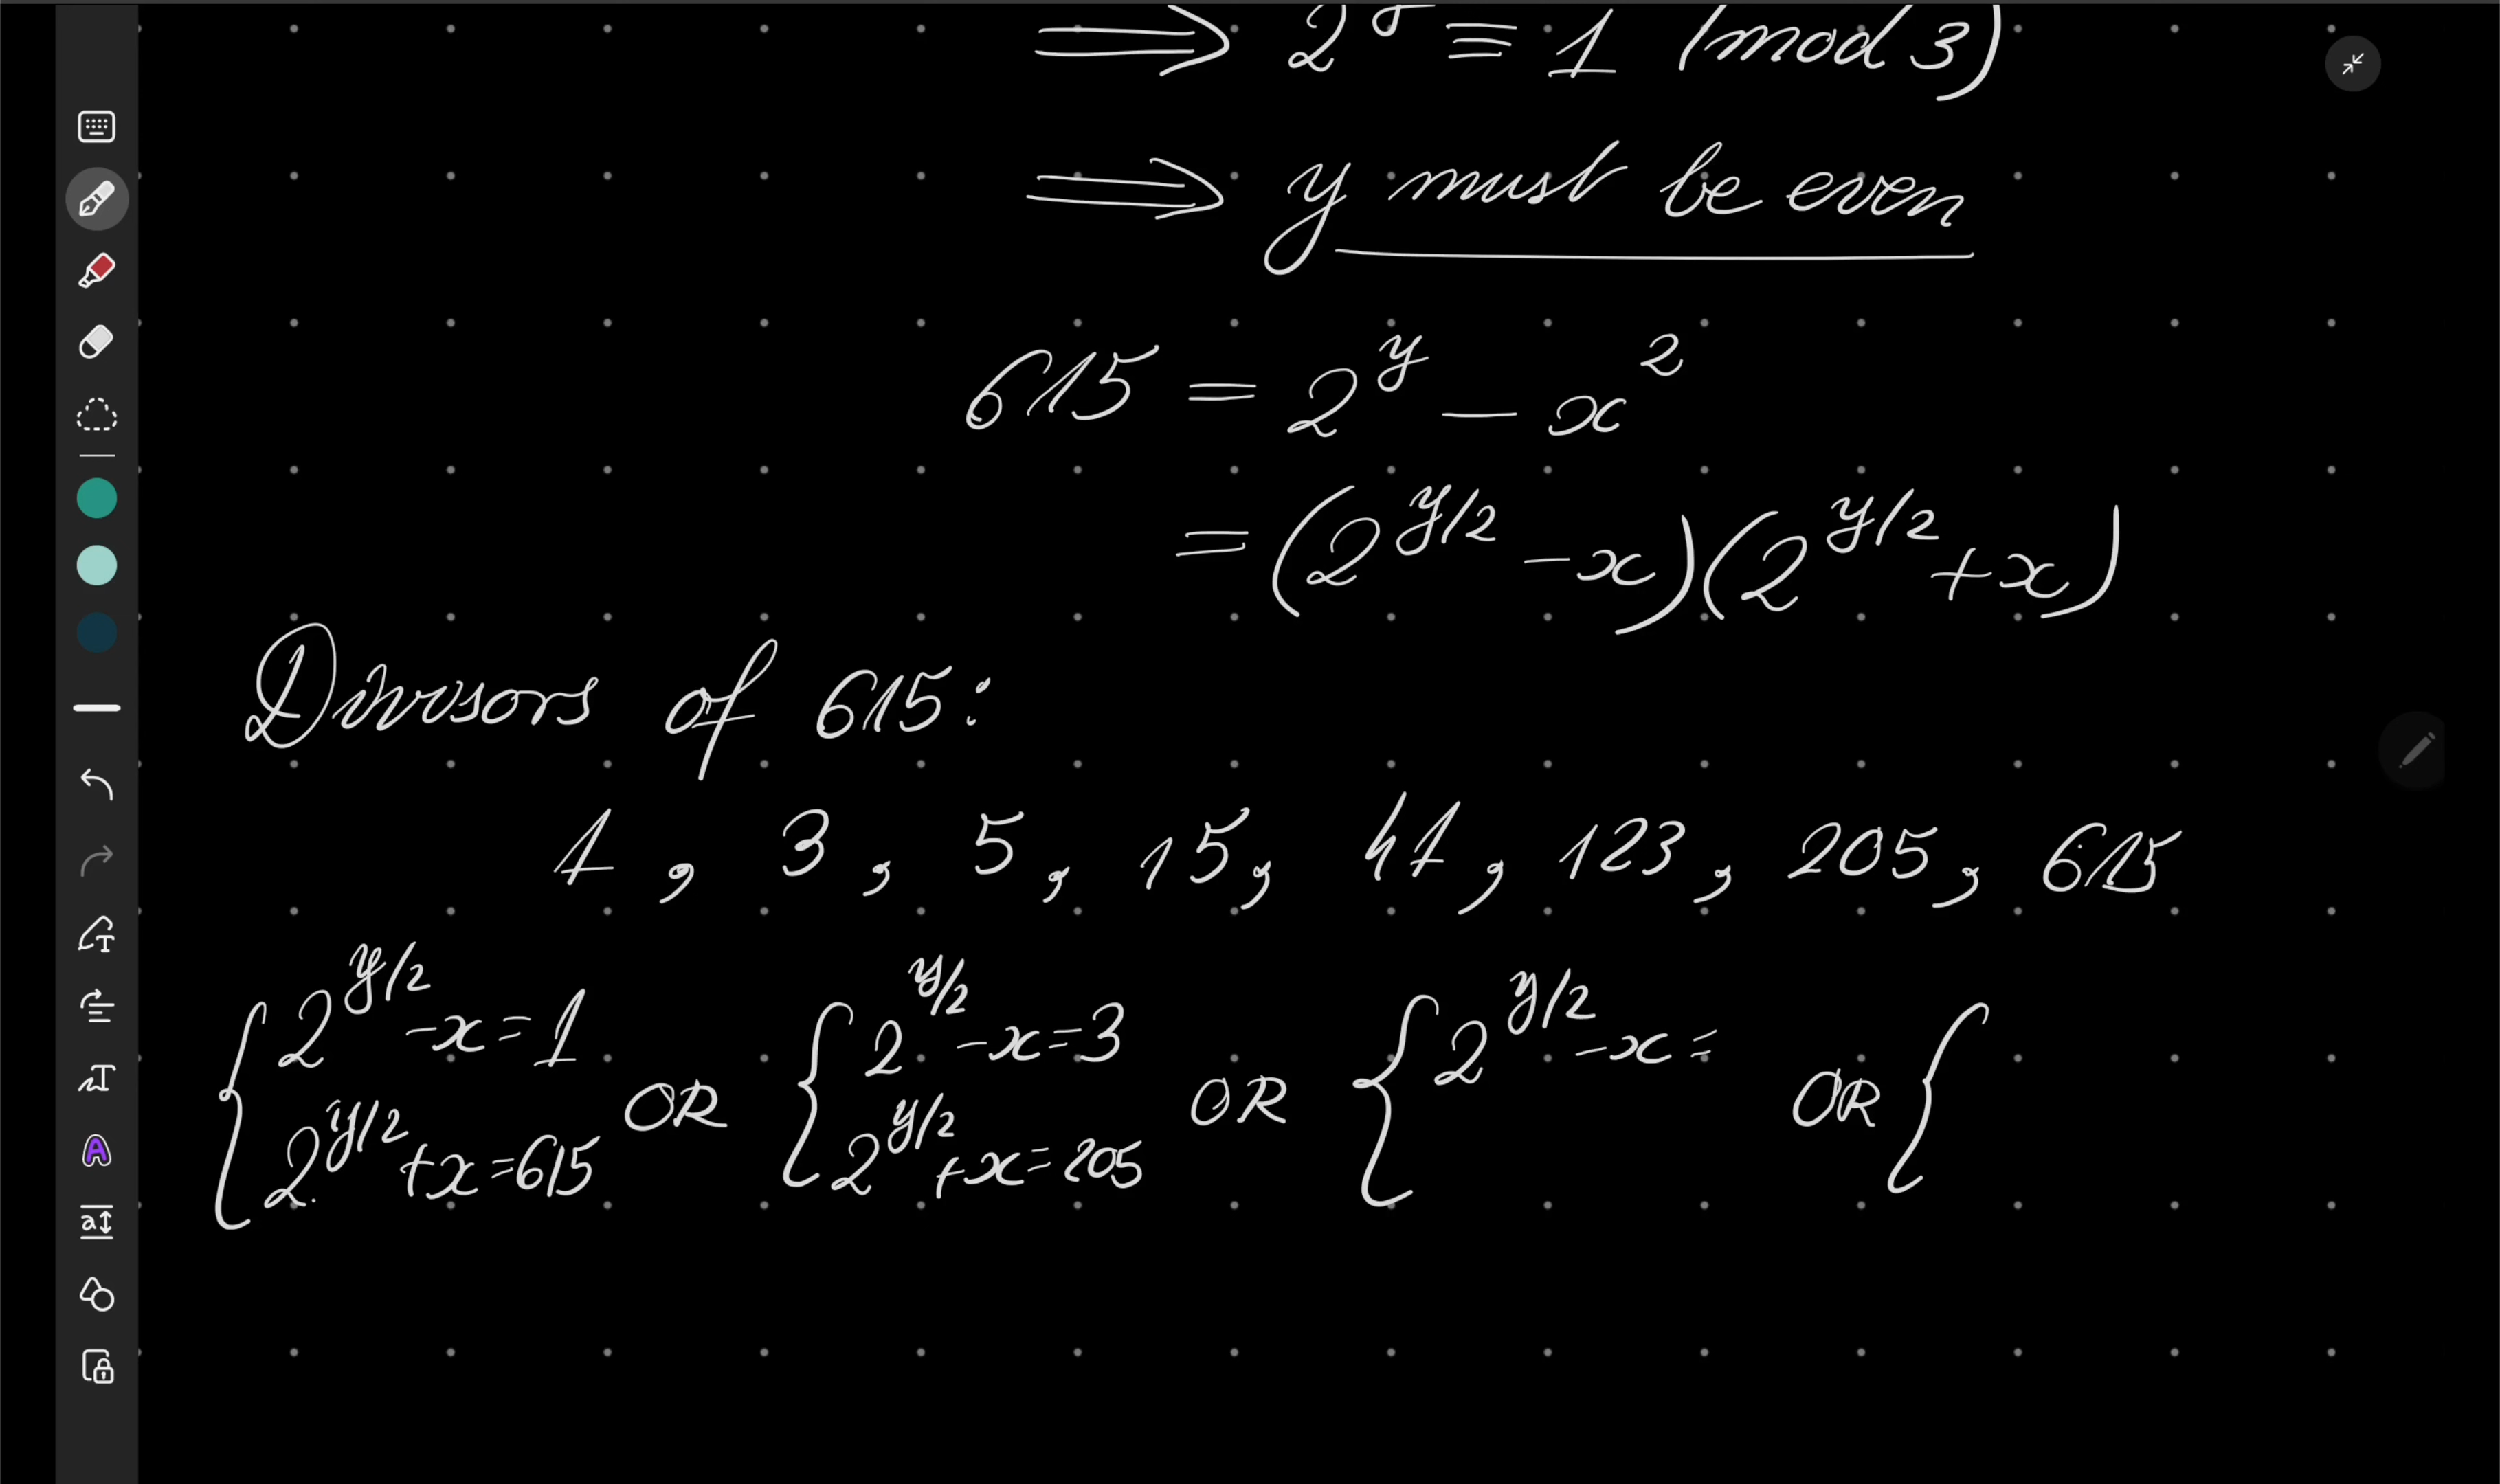 ⟹ 2^y ≡ 1 (mod 3)
⟹ y must be even
615 = 2^y − x^2
= (2^{y/2} − x)(2^{y/2} + x)
Divisors of 615:
1, 3, 5, 15, 41, 123, 205, 615
{ 2^{y/2} − x = 1 OR { 2^{y/2} − x = 3 OR { 2^{y/2} − x = OR {
2^{y/2} + x = 615 2^{y/2} + x = 205